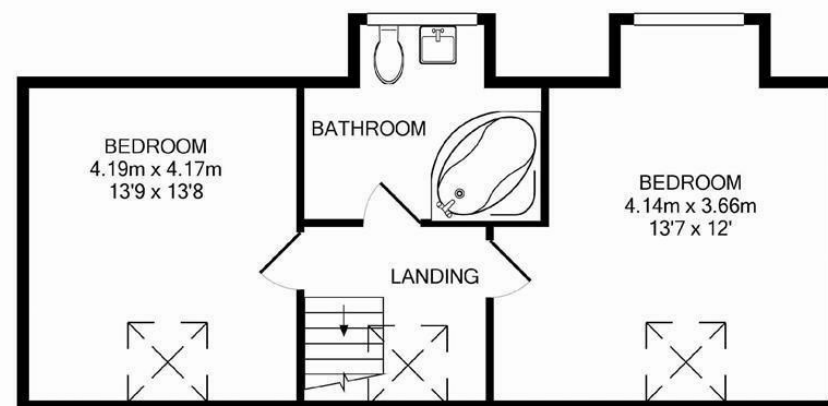 BEDROOM
4.19m x 4.17m
13'9 x 13'8
BATHROOM
BEDROOM
4.14m x 3.66m
13'7 x 12'
LANDING